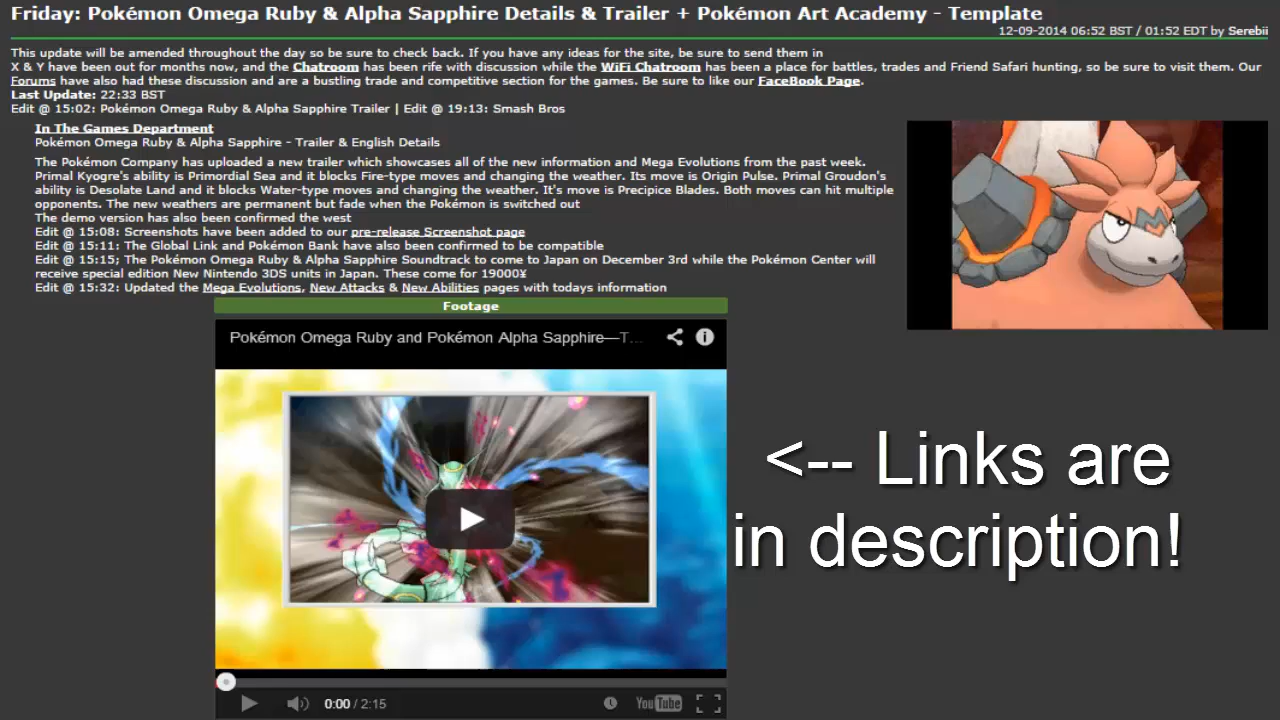 Friday: Pokémon Omega Ruby & Alpha Sapphire Details & Trailer + Pokémon Art Academy - Template
12-09-2014 06:52 BST / 01:52 EDT by Serebii
This update will be amended throughout the day so be sure to check back. If you have any ideas for the site, be sure to send them in
X & Y have been out for months now, and the Chatroom has been rife with discussion while the WiFi Chatroom has been a place for battles, trades and Friend Safari hunting, so be sure to visit them. Our
Forums have also had these discussion and are a bustling trade and competitive section for the games. Be sure to like our FaceBook Page.
Last Update: 22:33 BST
Edit @ 15:02: Pokémon Omega Ruby & Alpha Sapphire Trailer | Edit @ 19:13: Smash Bros
In The Games Department
Pokémon Omega Ruby & Alpha Sapphire - Trailer & English Details
The Pokémon Company has uploaded a new trailer which showcases all of the new information and Mega Evolutions from the past week.
Primal Kyogre's ability is Primordial Sea and it blocks Fire-type moves and changing the weather. Its move is Origin Pulse. Primal Groudon's
ability is Desolate Land and it blocks Water-type moves and changing the weather. It's move is Precipice Blades. Both moves can hit multiple
opponents. The new weathers are permanent but fade when the Pokémon is switched out
The demo version has also been confirmed the west
Edit @ 15:08: Screenshots have been added to our pre-release Screenshot page
Edit @ 15:11: The Global Link and Pokémon Bank have also been confirmed to be compatible
Edit @ 15:15; The Pokémon Omega Ruby & Alpha Sapphire Soundtrack to come to Japan on December 3rd while the Pokémon Center will
receive special edition New Nintendo 3DS units in Japan. These come for 19000¥
Edit @ 15:32: Updated the Mega Evolutions, New Attacks & New Abilities pages with todays information
Footage
Pokémon Omega Ruby and Pokémon Alpha Sapphire—T...
<-- Links are
in description!
0:00 / 2:15
YouTube